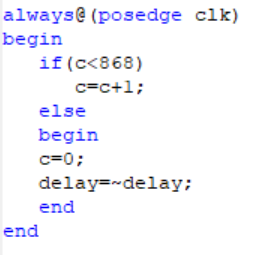 always@(posedge clk)
begin
if(c<868)
c=c+1;
else
begin
c=0;
delay=~delay;
end
end